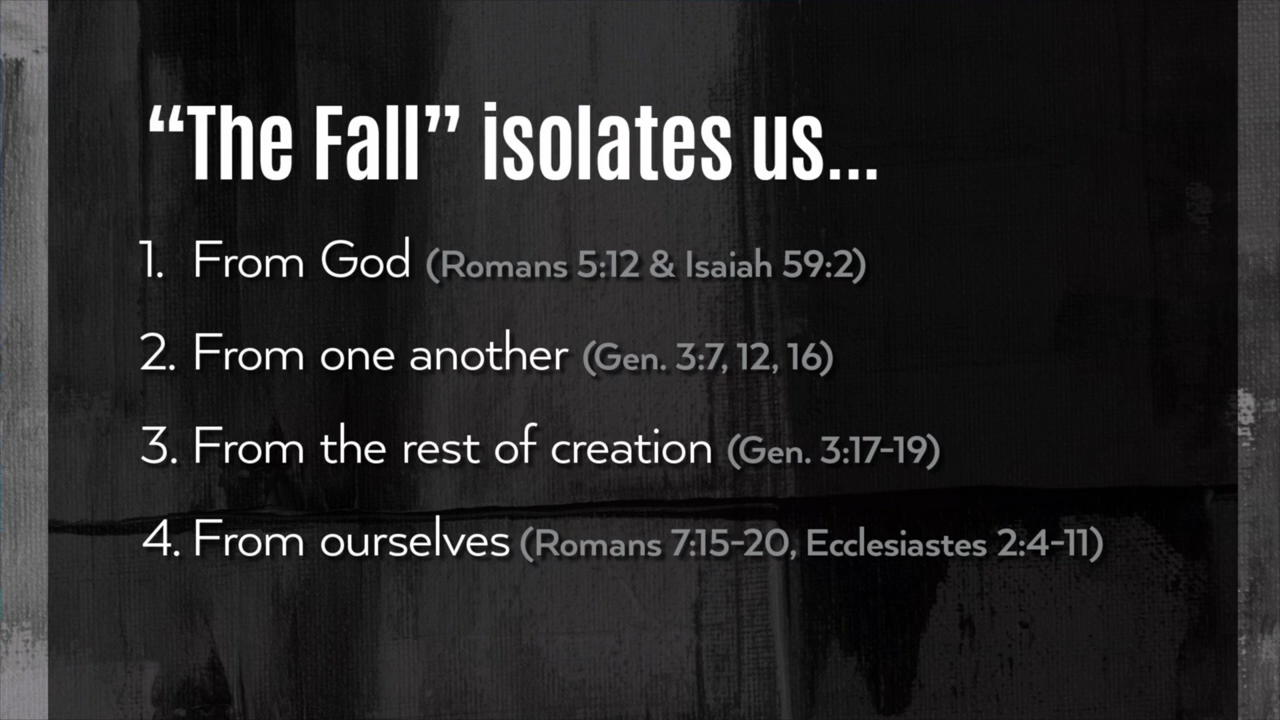 “The Fall” isolates us...
1. From God (Romans 5:12 & Isaiah 59:2)
2. From one another (Gen. 3:7, 12, 16)
3. From the rest of creation (Gen. 3:17-19)
4. From ourselves (Romans 7:15-20, Ecclesiastes 2:4-11)